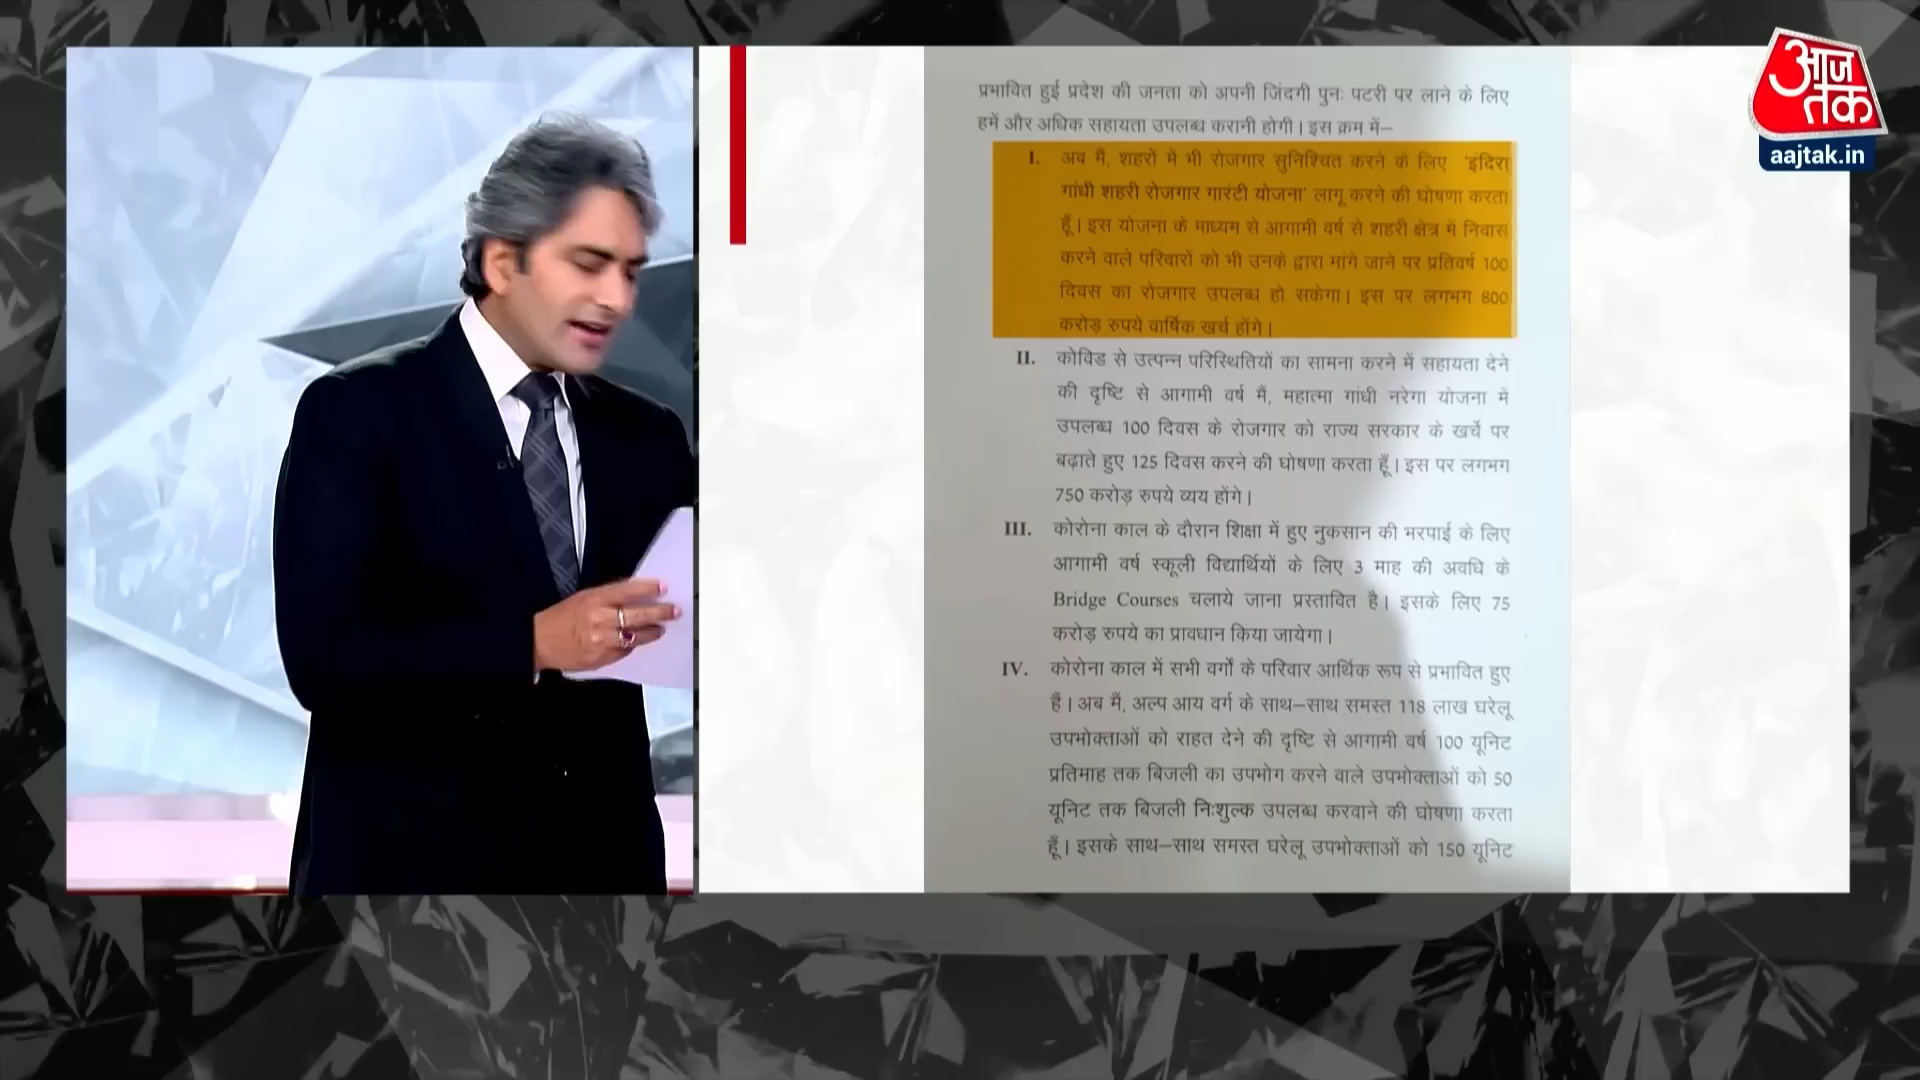 आज
तक
aajtak.in
प्रभावित हुई प्रदेश की जनता को अपनी जिंदगी पुनः पटरी पर लाने के लिए
हमें और अधिक सहायता उपलब्ध करानी होगी। इस क्रम में–
I. अब मैं, शहरों में भी रोजगार सुनिश्चित करने के लिए 'इंदिरा
गांधी शहरी रोजगार गारंटी योजना' लागू करने की घोषणा करता
हूँ। इस योजना के माध्यम से आगामी वर्ष से शहरी क्षेत्र में निवास
करने वाले परिवारों को भी उनके द्वारा मांगे जाने पर प्रतिवर्ष 100
दिवस का रोजगार उपलब्ध हो सकेगा। इस पर लगभग 800
करोड़ रुपये वार्षिक खर्च होंगे।
II. कोविड से उत्पन्न परिस्थितियों का सामना करने में सहायता देने
की दृष्टि से आगामी वर्ष मैं, महात्मा गांधी नरेगा योजना में
उपलब्ध 100 दिवस के रोजगार को राज्य सरकार के खर्चे पर
बढ़ाते हुए 125 दिवस करने की घोषणा करता हूँ। इस पर लगभग
750 करोड़ रुपये व्यय होंगे।
III. कोरोना काल के दौरान शिक्षा में हुए नुकसान की भरपाई के लिए
आगामी वर्ष स्कूली विद्यार्थियों के लिए 3 माह की अवधि के
Bridge Courses चलाये जाना प्रस्तावित है। इसके लिए 75
करोड़ रुपये का प्रावधान किया जायेगा।
IV. कोरोना काल में सभी वर्गों के परिवार आर्थिक रूप से प्रभावित हुए
हैं। अब मैं, अल्प आय वर्ग के साथ–साथ समस्त 118 लाख घरेलू
उपभोक्ताओं को राहत देने की दृष्टि से आगामी वर्ष 100 यूनिट
प्रतिमाह तक बिजली का उपभोग करने वाले उपभोक्ताओं को 50
यूनिट तक बिजली निःशुल्क उपलब्ध करवाने की घोषणा करता
हूँ। इसके साथ–साथ समस्त घरेलू उपभोक्ताओं को 150 यूनिट